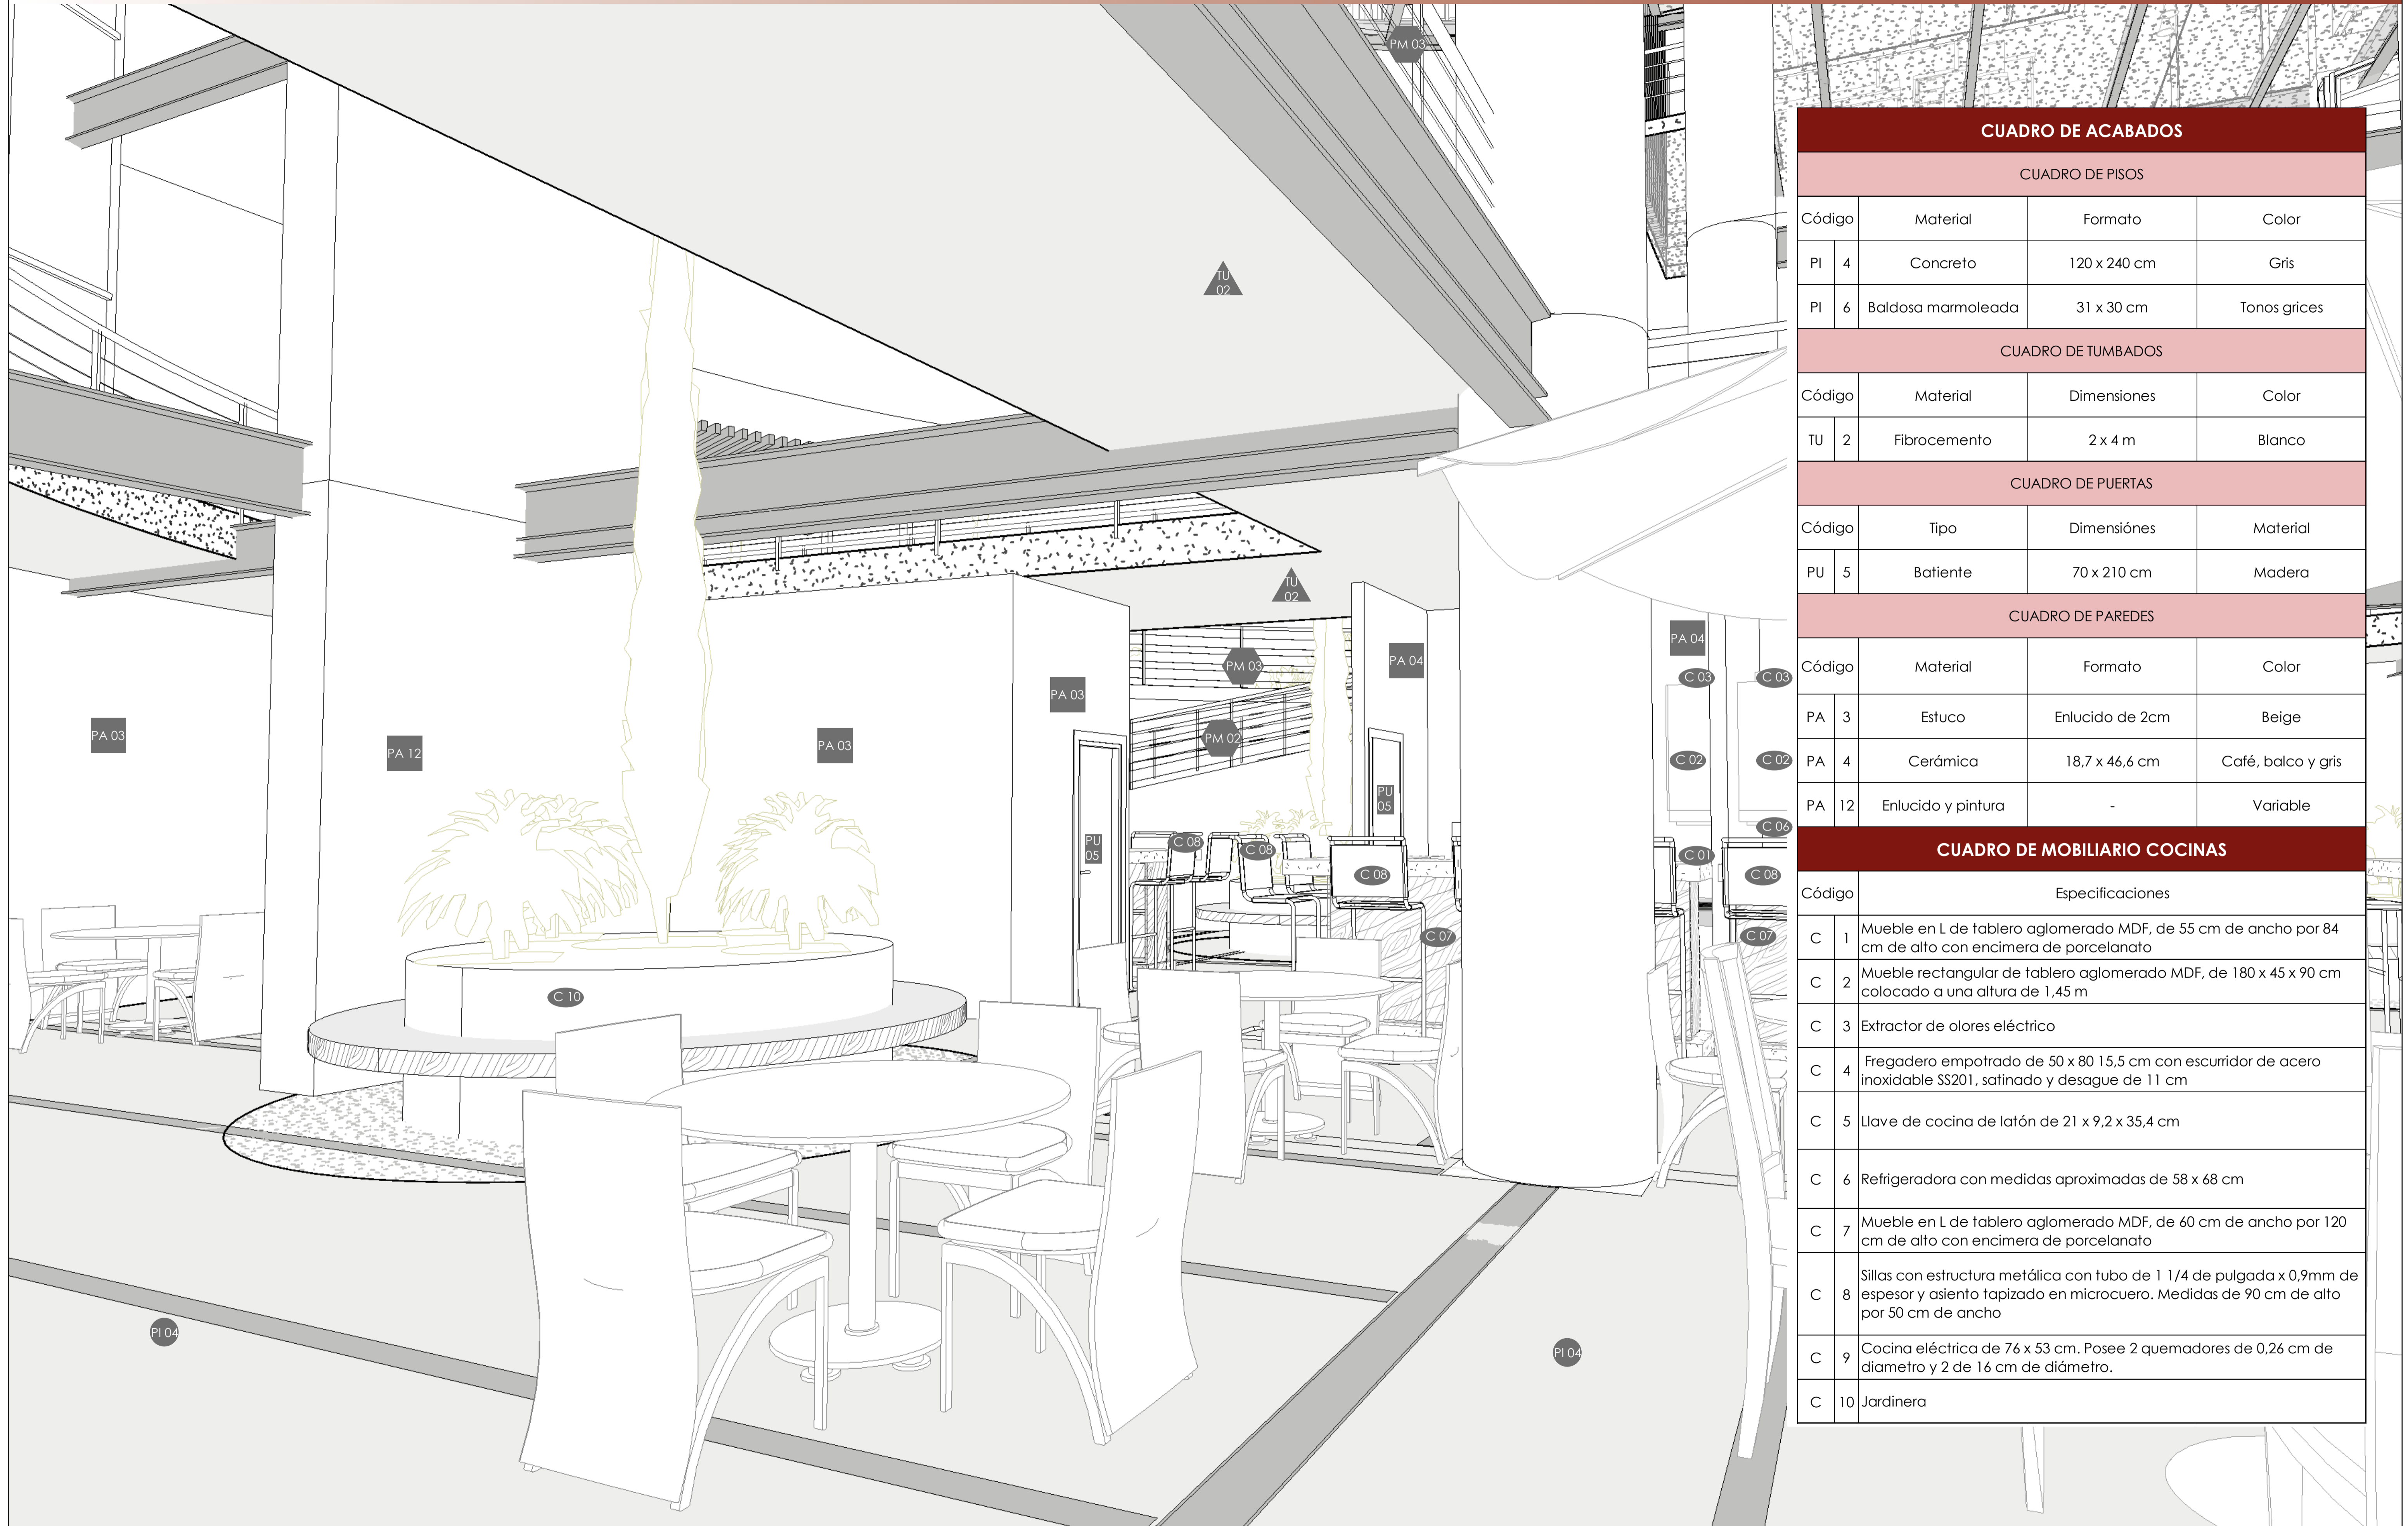 PM 03
TU
02
TU
02
PA 04
PM 03
PA 04
C 03
C 03
PA 03
PA 03
PA 12
PA 03
PM 02
C 02
C 02
PU
05
PU
05
C 06
C 08
C 08
C 01
C 08
C 08
C 07
C 07
C 10
PI 04
PI 04
CUADRO DE ACABADOS
CUADRO DE PISOS
Código Material Formato Color
PI 4 Concreto 120 x 240 cm Gris
PI 6 Baldosa marmoleada 31 x 30 cm Tonos grices
CUADRO DE TUMBADOS
Código Material Dimensiones Color
TU 2 Fibrocemento 2 x 4 m Blanco
CUADRO DE PUERTAS
Código Tipo Dimensiónes Material
PU 5 Batiente 70 x 210 cm Madera
CUADRO DE PAREDES
Código Material Formato Color
PA 3 Estuco Enlucido de 2cm Beige
PA 4 Cerámica 18,7 x 46,6 cm Café, balco y gris
PA 12 Enlucido y pintura - Variable
CUADRO DE MOBILIARIO COCINAS
Código Especificaciones
C 1 Mueble en L de tablero aglomerado MDF, de 55 cm de ancho por 84
cm de alto con encimera de porcelanato
C 2 Mueble rectangular de tablero aglomerado MDF, de 180 x 45 x 90 cm
colocado a una altura de 1,45 m
C 3 Extractor de olores eléctrico
C 4 Fregadero empotrado de 50 x 80 15,5 cm con escurridor de acero
inoxidable SS201, satinado y desague de 11 cm
C 5 Llave de cocina de latón de 21 x 9,2 x 35,4 cm
C 6 Refrigeradora con medidas aproximadas de 58 x 68 cm
C 7 Mueble en L de tablero aglomerado MDF, de 60 cm de ancho por 120
cm de alto con encimera de porcelanato
C 8 Sillas con estructura metálica con tubo de 1 1/4 de pulgada x 0,9mm de
espesor y asiento tapizado en microcuero. Medidas de 90 cm de alto
por 50 cm de ancho
C 9 Cocina eléctrica de 76 x 53 cm. Posee 2 quemadores de 0,26 cm de
diametro y 2 de 16 cm de diámetro.
C 10 Jardinera